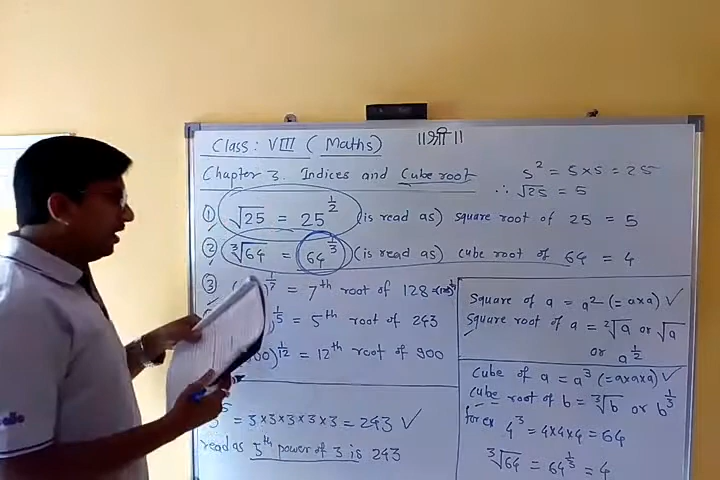 ॥श्री॥
Class: VIII ( Maths )
Chapter 3. Indices and Cube root
5² = 5 × 5 = 25
∴ √25 = 5
① √25 = 25^½ (is read as) square root of 25 = 5
② ∛64 = 64^⅓ (is read as) cube root of 64 = 4
③ = 7th root of 128
= 5th root of 243
00)^1/12 = 12th root of 900
= 3×3×3×3×3 = 243 ✓
read as 5th power of 3 is 243
Square of a = a² (= a×a) ✓
Square root of a = ²√a or √a
or a^½
Cube of a = a³ (= a×a×a) ✓
Cube root of b = ∛b or b^⅓
for ex 4³ = 4×4×4 = 64
∛64 = 64^⅓ = 4